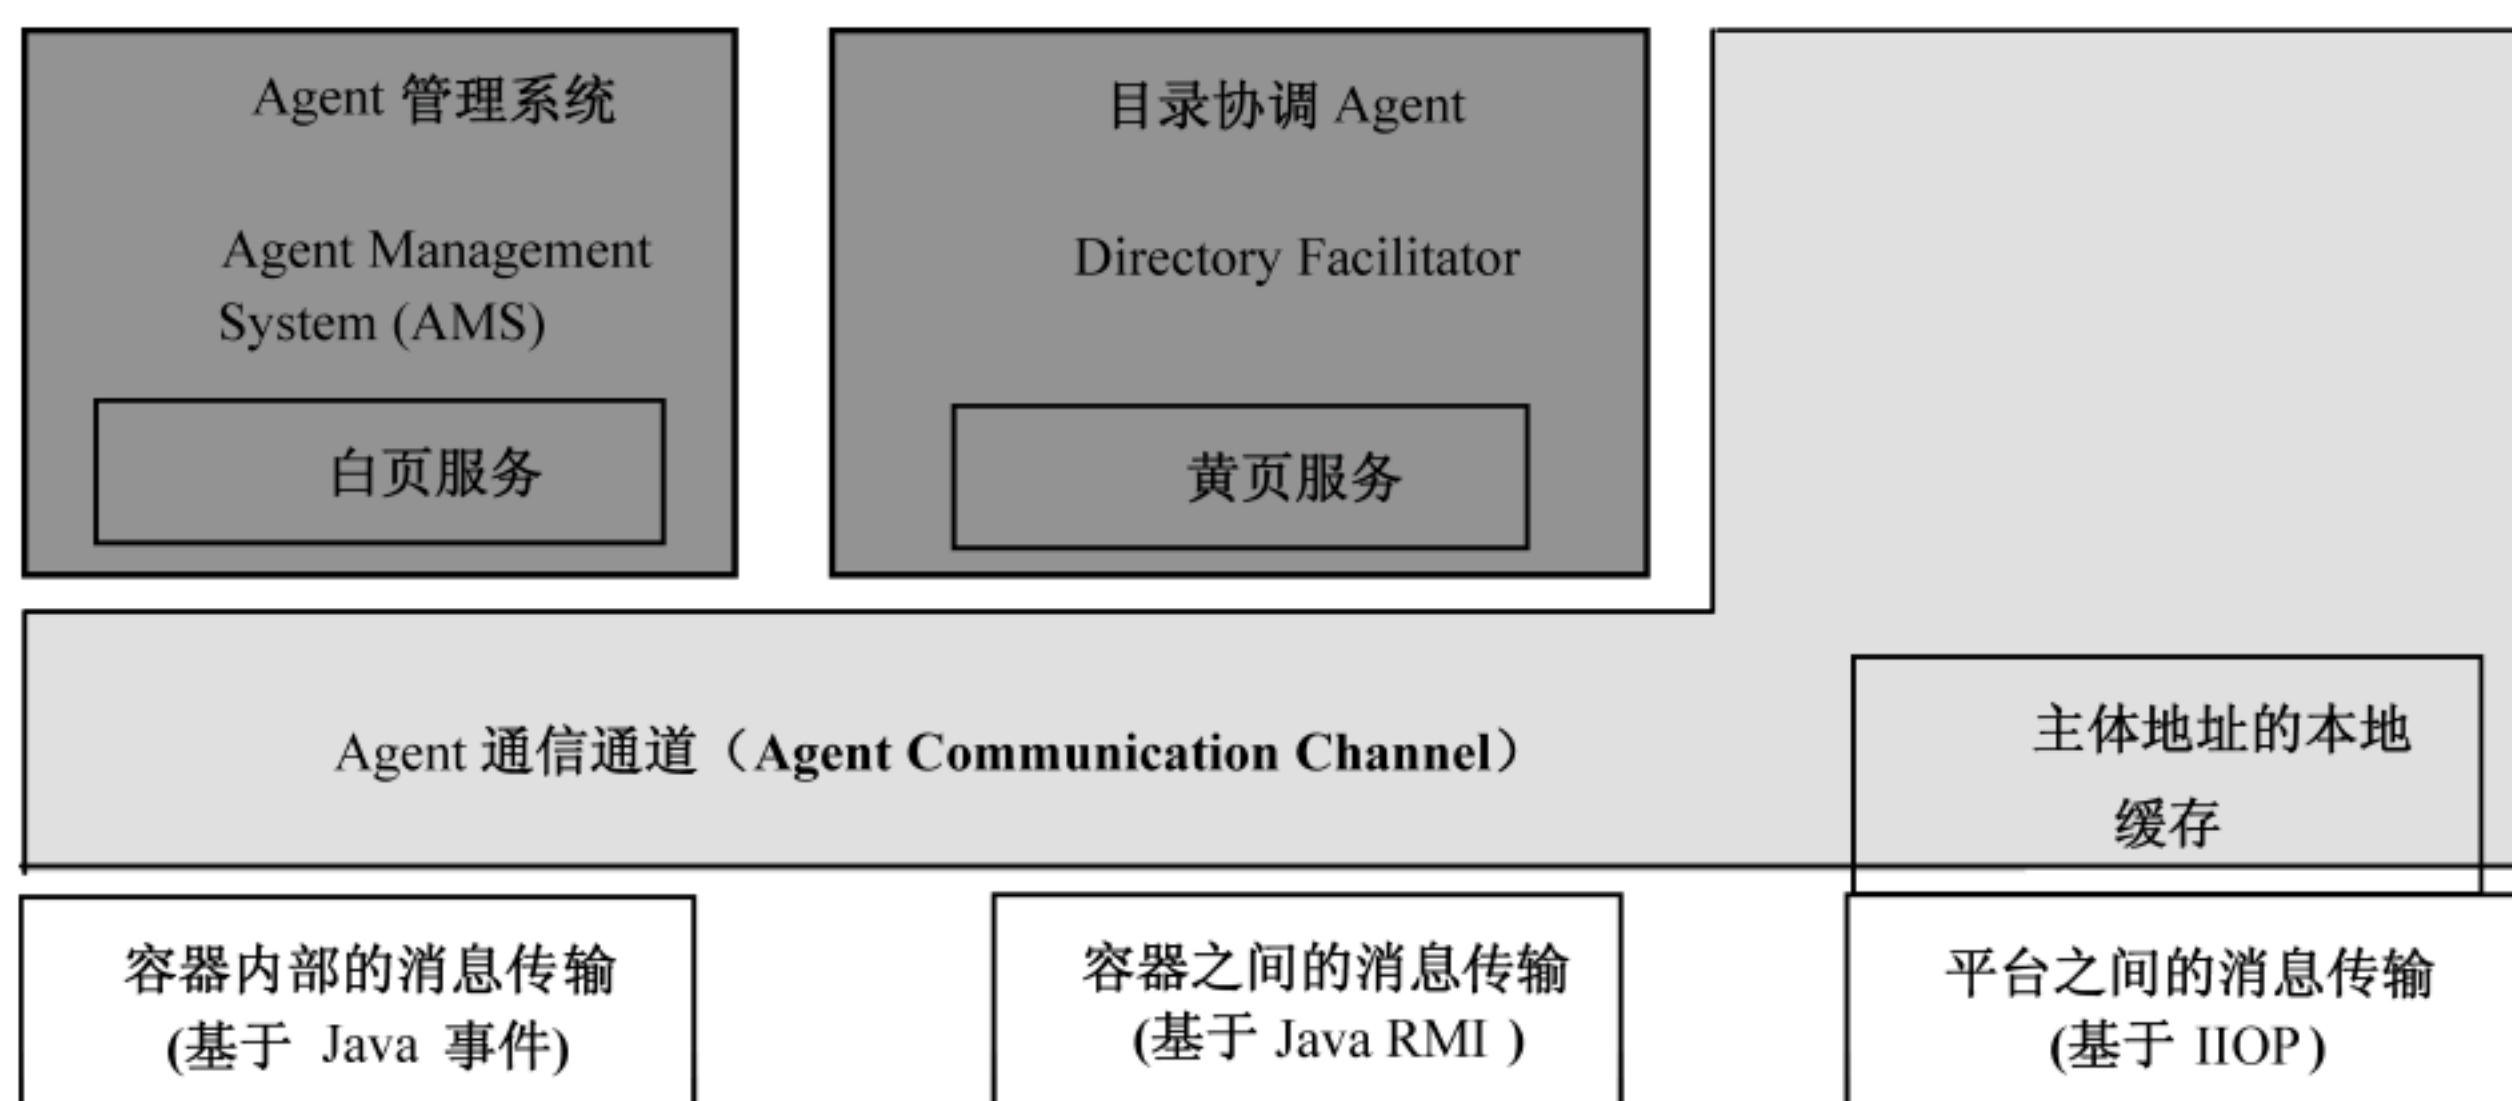 Agent 管理系统
Agent Management
System (AMS)
白页服务
目录协调 Agent
Directory Facilitator
黄页服务
Agent 通信通道（Agent Communication Channel）
主体地址的本地
缓存
容器内部的消息传输
(基于 Java 事件)
容器之间的消息传输
(基于 Java RMI )
平台之间的消息传输
(基于 IIOP)